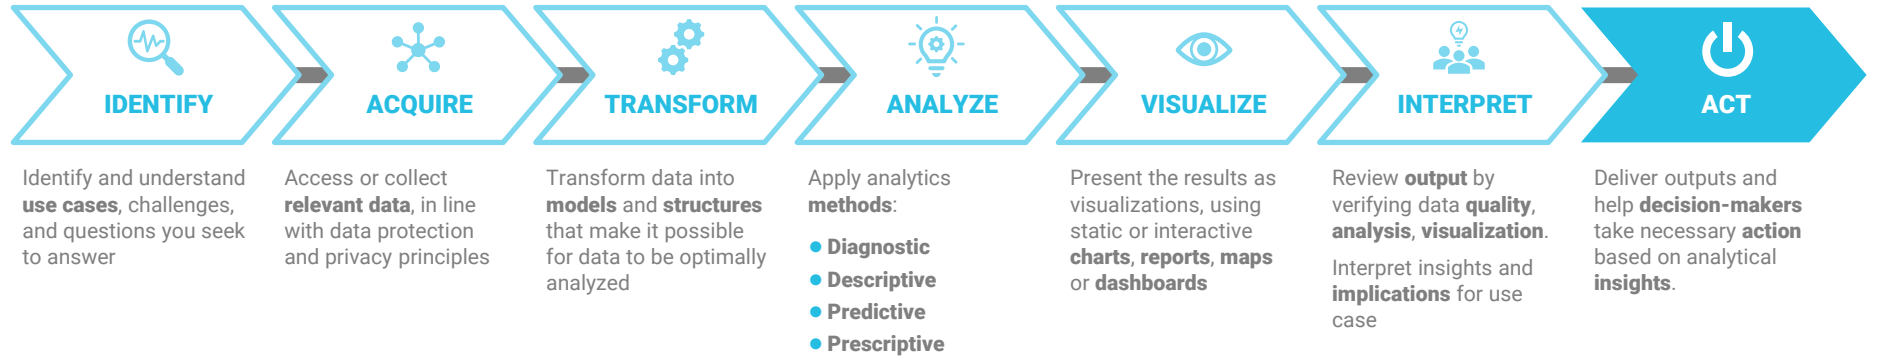 IDENTIFY
Identify and understand
use cases, challenges,
and questions you seek
to answer
ACQUIRE
Access or collect
relevant data, in line
with data protection
and privacy principles
TRANSFORM
Transform data into
models and structures
that make it possible
for data to be optimally
analyzed
ANALYZE
Apply analytics
methods:
● Diagnostic
● Descriptive
● Predictive
● Prescriptive
VISUALIZE
Present the results as
visualizations, using
static or interactive
charts, reports, maps
or dashboards
INTERPRET
Review output by
verifying data quality,
analysis, visualization.
Interpret insights and
implications for use
case
ACT
Deliver outputs and
help decision-makers
take necessary action
based on analytical
insights.